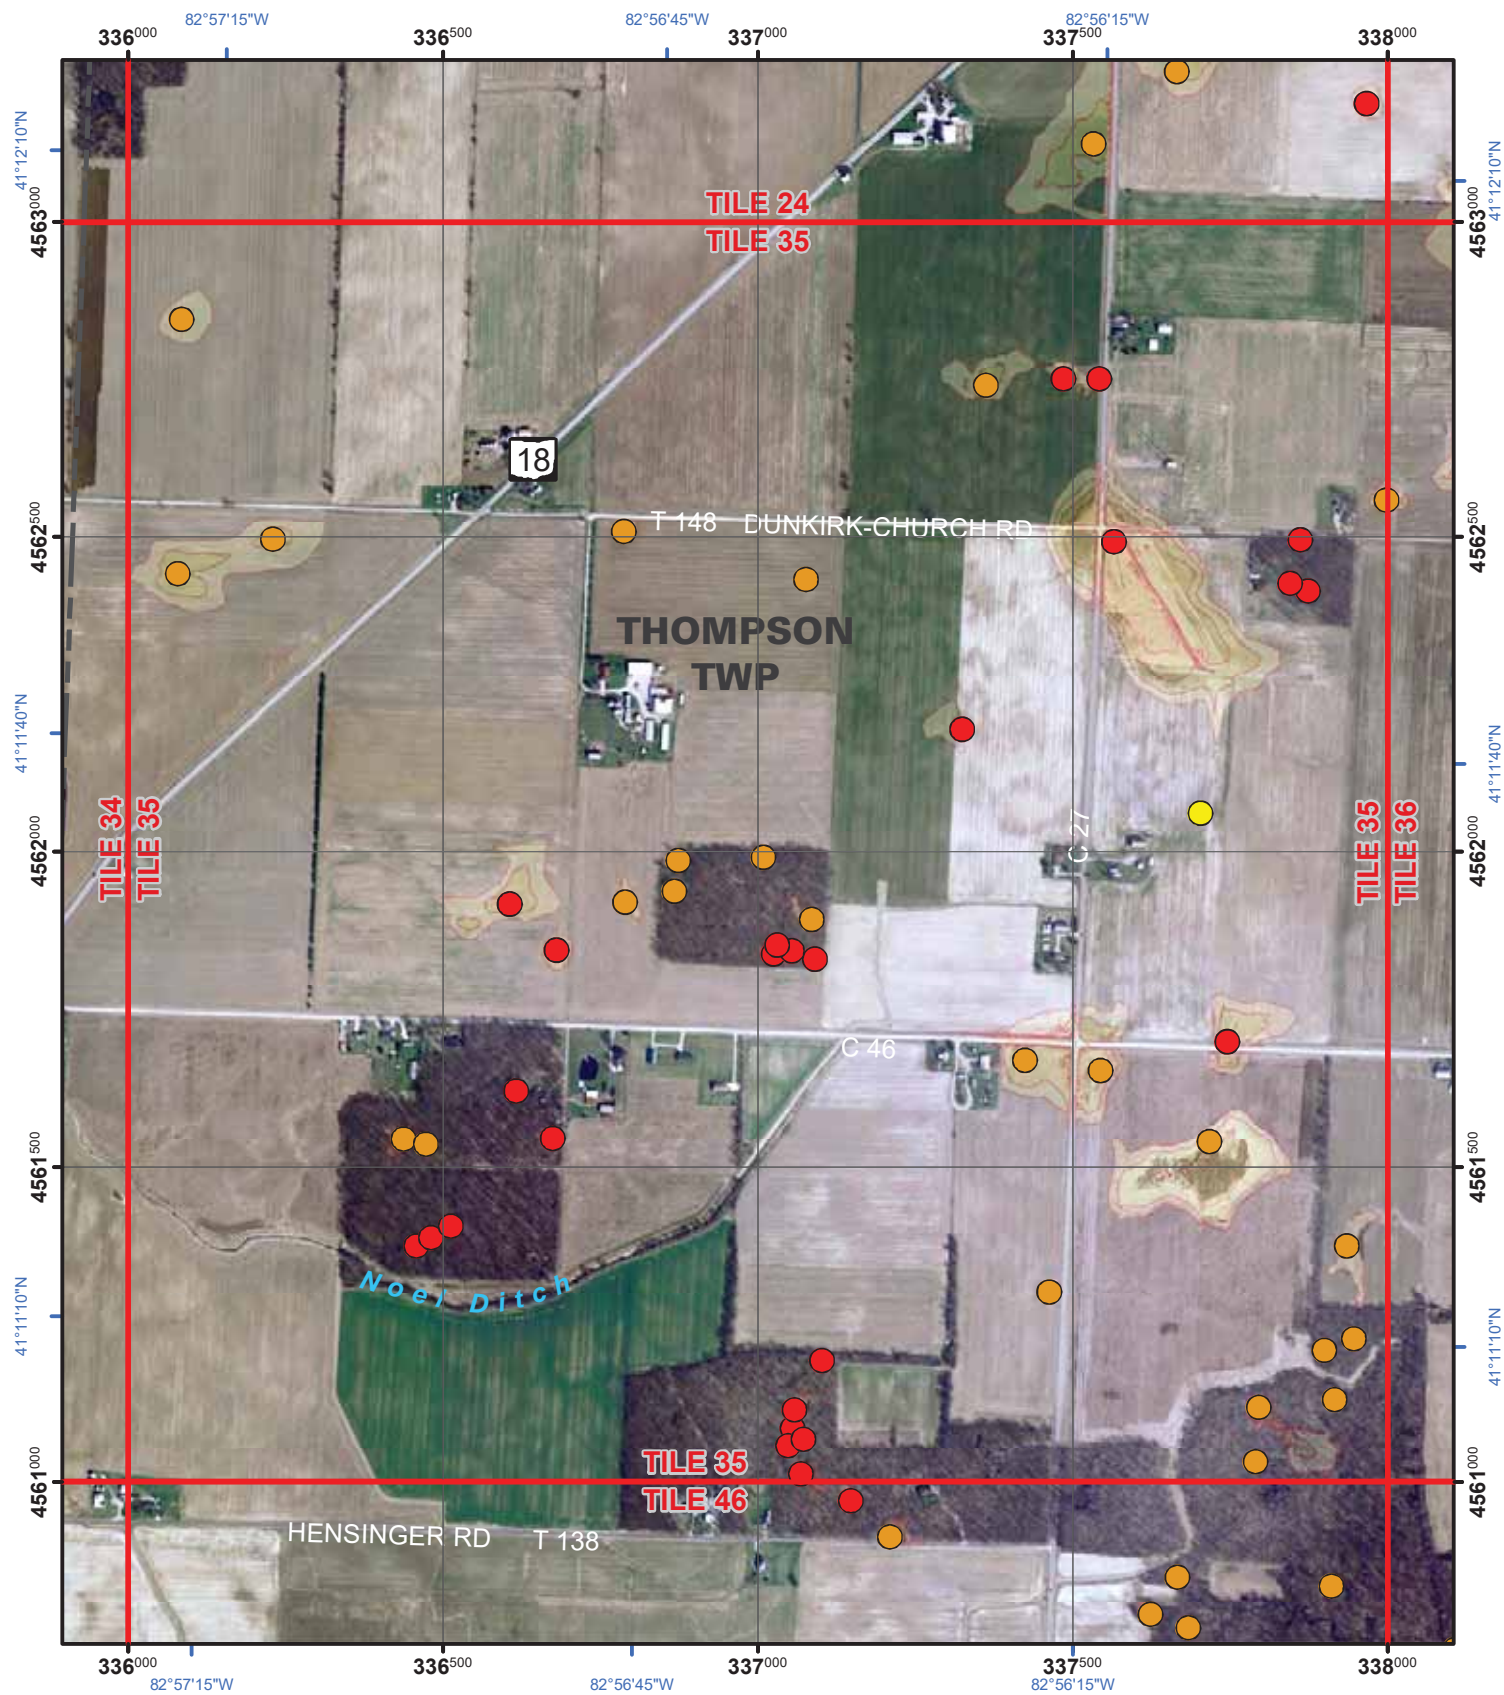 82°57'15"W 82°56'45"W 82°56'15"W
336000 336500 337000 337500 338000
41°12'10"N 41°12'10"N
4563000 4563000
TILE 24
TILE 35
18
4562500 4562500
T 148 DUNKIRK-CHURCH RD
THOMPSON
TWP
41°11'40"N 41°11'40"N
4562000 4562000
TILE 34
TILE 35
C 27
TILE 35
TILE 36
C 46
4561500 4561500
Noel Ditch
41°11'10"N 41°11'10"N
TILE 35
TILE 46
4561000 4561000
HENSINGER RD T 138
336000 336500 337000 337500 338000
82°57'15"W 82°56'45"W 82°56'15"W